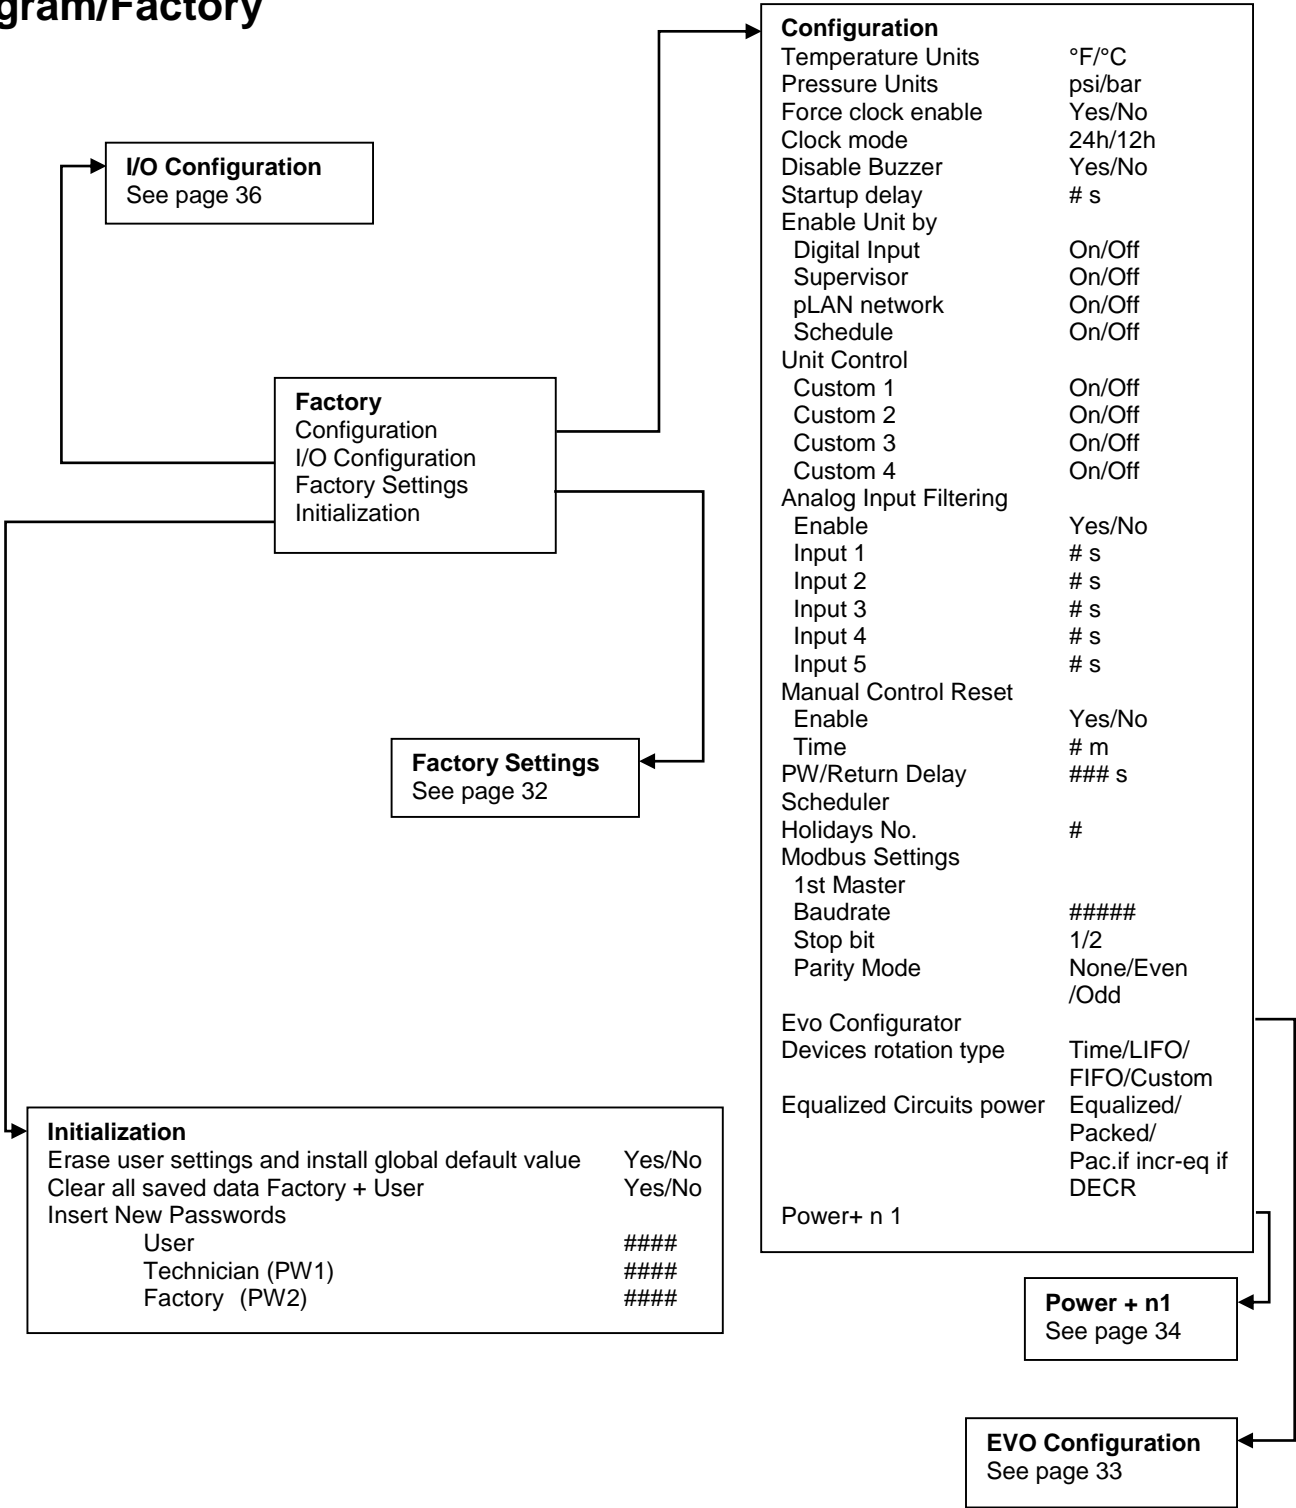 gram/Factory
I/O Configuration
See page 36
Factory
Configuration
I/O Configuration
Factory Settings
Initialization
Factory Settings
See page 32
Initialization
Erase user settings and install global default value Yes/No
Clear all saved data Factory + User Yes/No
Insert New Passwords
User ####
Technician (PW1) ####
Factory (PW2) ####
Configuration
Temperature Units °F/°C
Pressure Units psi/bar
Force clock enable Yes/No
Clock mode 24h/12h
Disable Buzzer Yes/No
Startup delay # s
Enable Unit by
Digital Input On/Off
Supervisor On/Off
pLAN network On/Off
Schedule On/Off
Unit Control
Custom 1 On/Off
Custom 2 On/Off
Custom 3 On/Off
Custom 4 On/Off
Analog Input Filtering
Enable Yes/No
Input 1 # s
Input 2 # s
Input 3 # s
Input 4 # s
Input 5 # s
Manual Control Reset
Enable Yes/No
Time # m
PW/Return Delay ### s
Scheduler
Holidays No. #
Modbus Settings
1st Master
Baudrate #####
Stop bit 1/2
Parity Mode None/Even
/Odd
Evo Configurator
Devices rotation type Time/LIFO/
FIFO/Custom
Equalized Circuits power Equalized/
Packed/
Pac.if incr-eq if
DECR
Power+ n 1
Power + n1
See page 34
EVO Configuration
See page 33